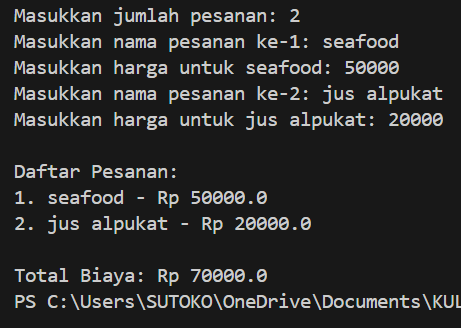 Masukkan jumlah pesanan: 2
Masukkan nama pesanan ke-1: seafood
Masukkan harga untuk seafood: 50000
Masukkan nama pesanan ke-2: jus alpukat
Masukkan harga untuk jus alpukat: 20000
Daftar Pesanan:
1. seafood - Rp 50000.0
2. jus alpukat - Rp 20000.0
Total Biaya: Rp 70000.0
PS C:\Users\SUTOKO\OneDrive\Documents\KUL